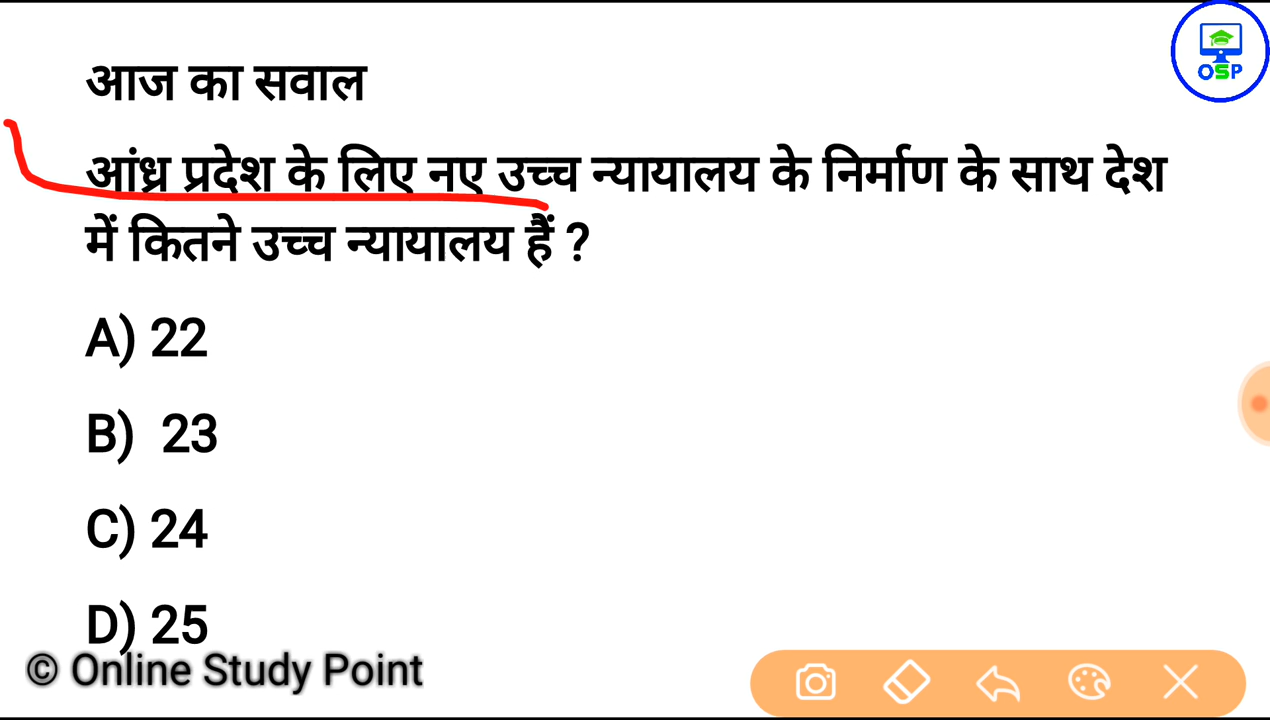 OSP
आज का सवाल
आंध्र प्रदेश के लिए नए उच्च न्यायालय के निर्माण के साथ देश
में कितने उच्च न्यायालय हैं ?
A) 22
B) 23
C) 24
D) 25
© Online Study Point